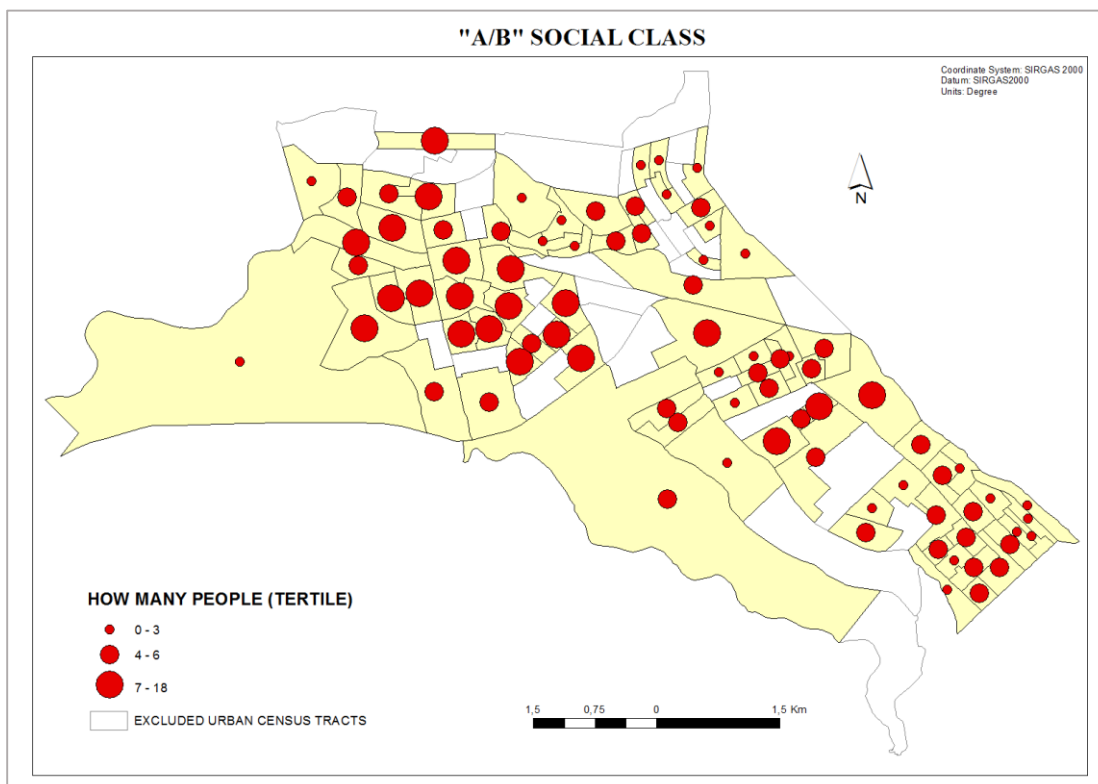 "A/B" SOCIAL CLASS
Coordinate System: SIRGAS 2000
Datum: SIRGAS2000
Units: Degree
N
HOW MANY PEOPLE (TERTILE)
0 - 3
4 - 6
7 - 18
EXCLUDED URBAN CENSUS TRACTS
1,5 0,75 0 1,5 Km